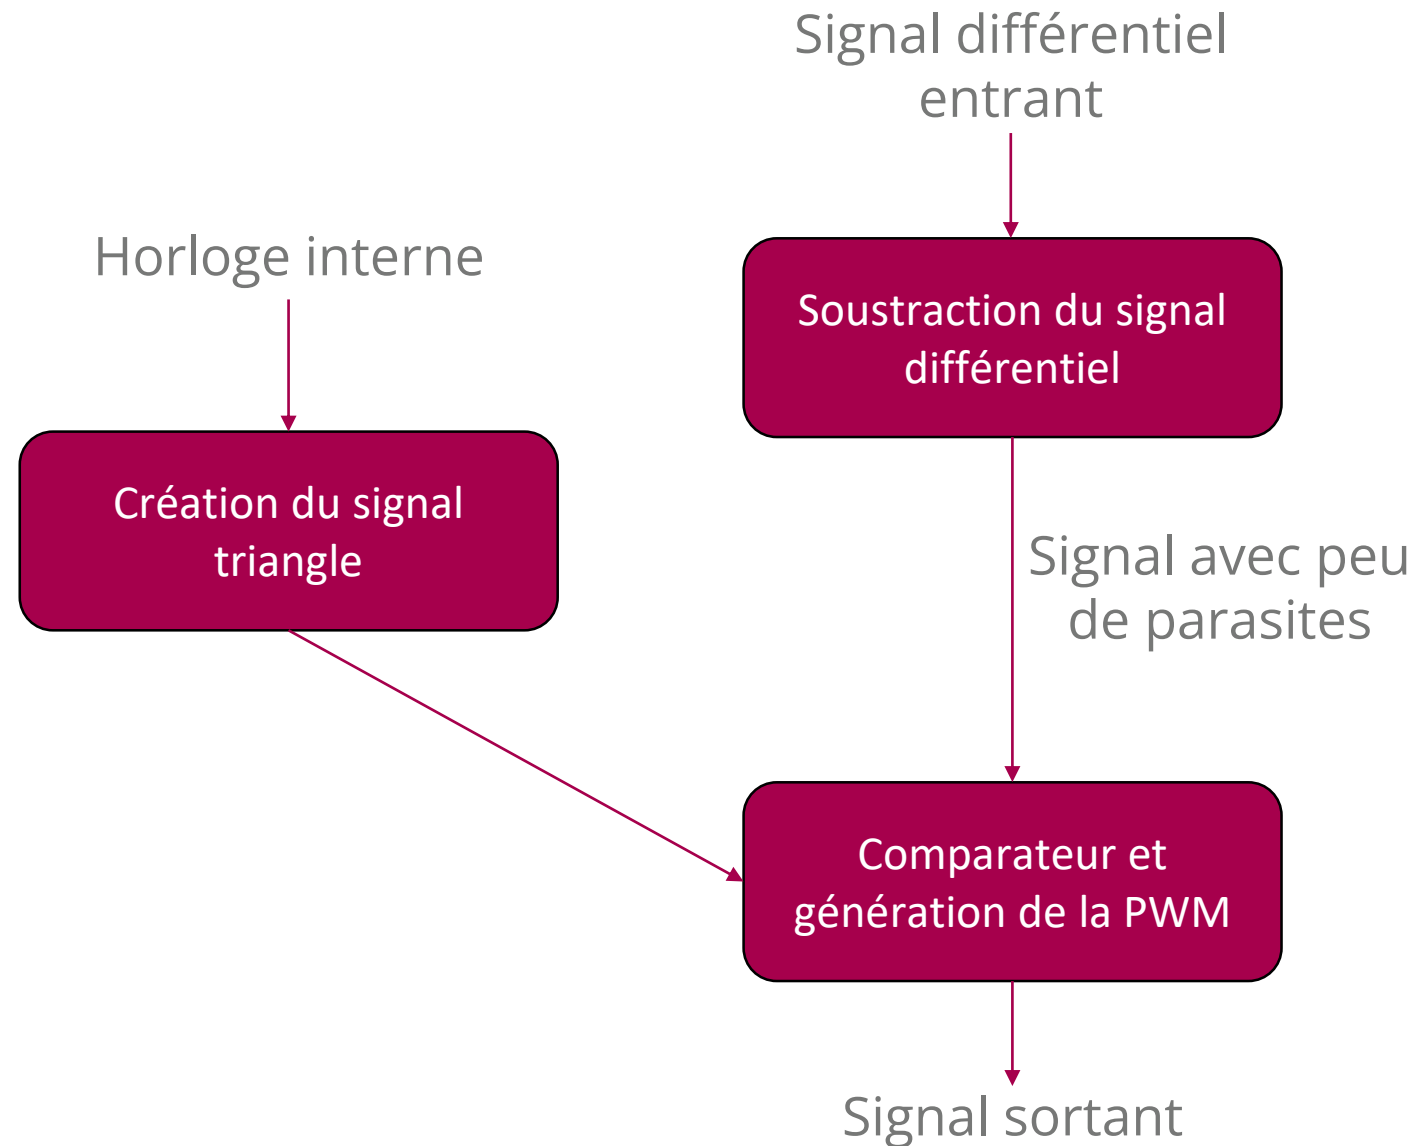 Signal différentiel
entrant
Horloge interne
Soustraction du signal
différentiel
Création du signal
triangle
Signal avec peu
de parasites
Comparateur et
génération de la PWM
Signal sortant